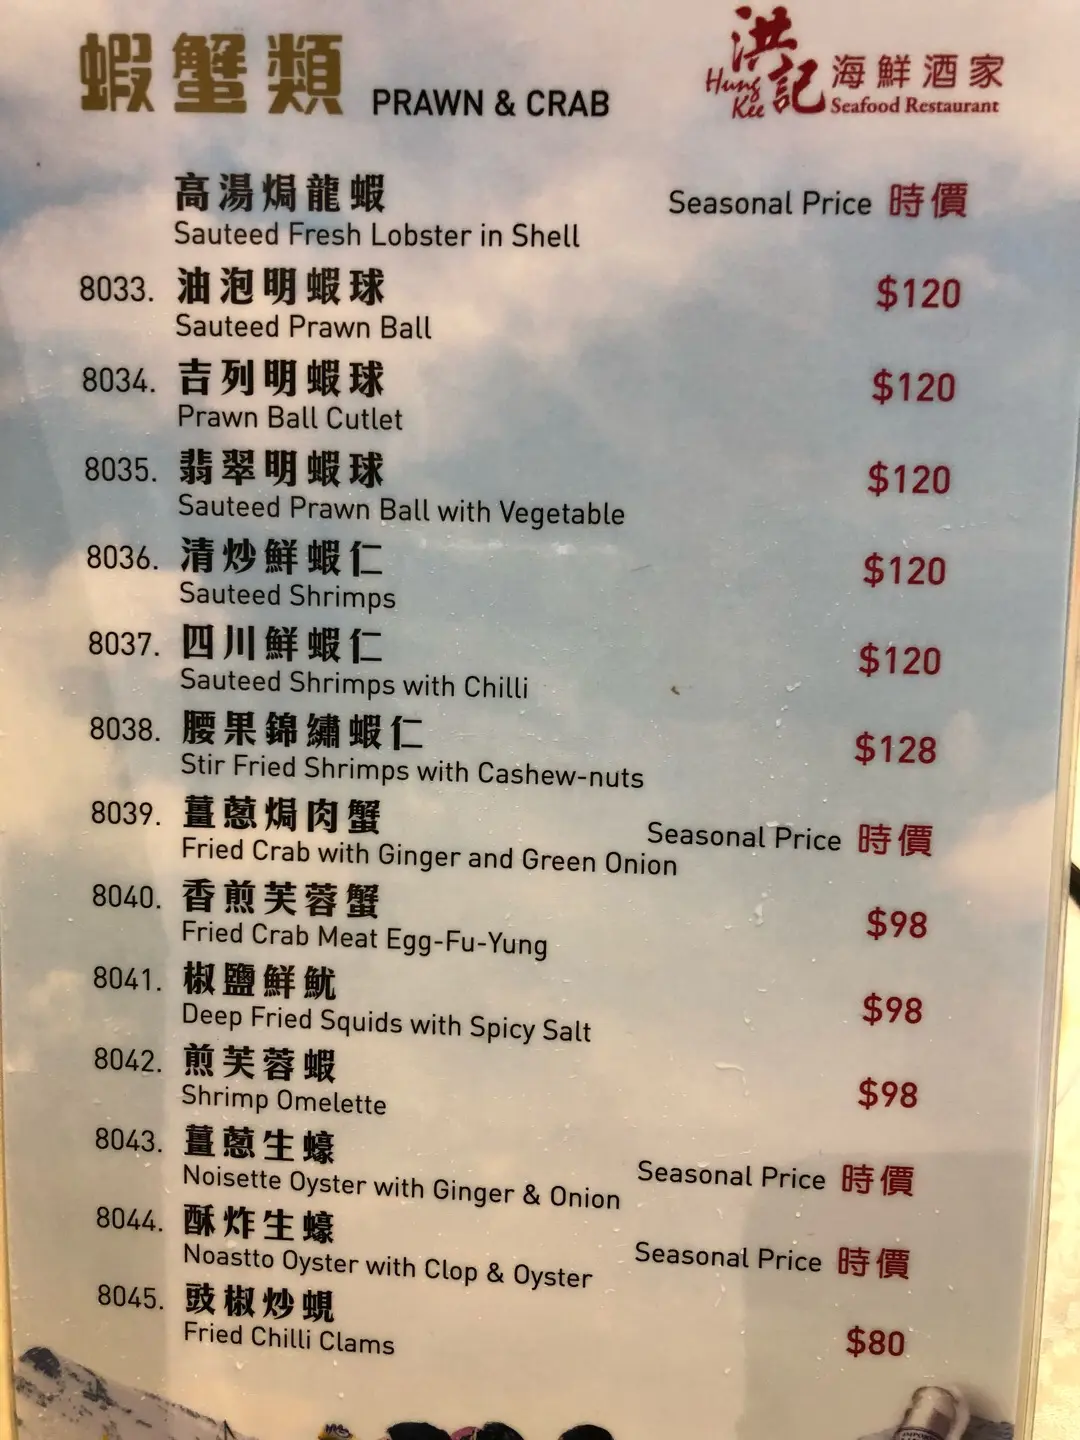 蝦蟹類 PRAWN & CRAB
洪記 Hung Kee 海鮮酒家 Seafood Restaurant
高湯焗龍蝦 Seasonal Price 時價
Sauteed Fresh Lobster in Shell
8033. 油泡明蝦球 $120
Sauteed Prawn Ball
8034. 吉列明蝦球 $120
Prawn Ball Cutlet
8035. 翡翠明蝦球 $120
Sauteed Prawn Ball with Vegetable
8036. 清炒鮮蝦仁 $120
Sauteed Shrimps
8037. 四川鮮蝦仁 $120
Sauteed Shrimps with Chilli
8038. 腰果錦繡蝦仁 $128
Stir Fried Shrimps with Cashew-nuts
8039. 薑蔥焗肉蟹 Seasonal Price 時價
Fried Crab with Ginger and Green Onion
8040. 香煎芙蓉蟹 $98
Fried Crab Meat Egg-Fu-Yung
8041. 椒鹽鮮魷 $98
Deep Fried Squids with Spicy Salt
8042. 煎芙蓉蝦 $98
Shrimp Omelette
8043. 薑蔥生蠔 Seasonal Price 時價
Noisette Oyster with Ginger & Onion
8044. 酥炸生蠔 Seasonal Price 時價
Noastto Oyster with Clop & Oyster
8045. 豉椒炒蜆 $80
Fried Chilli Clams